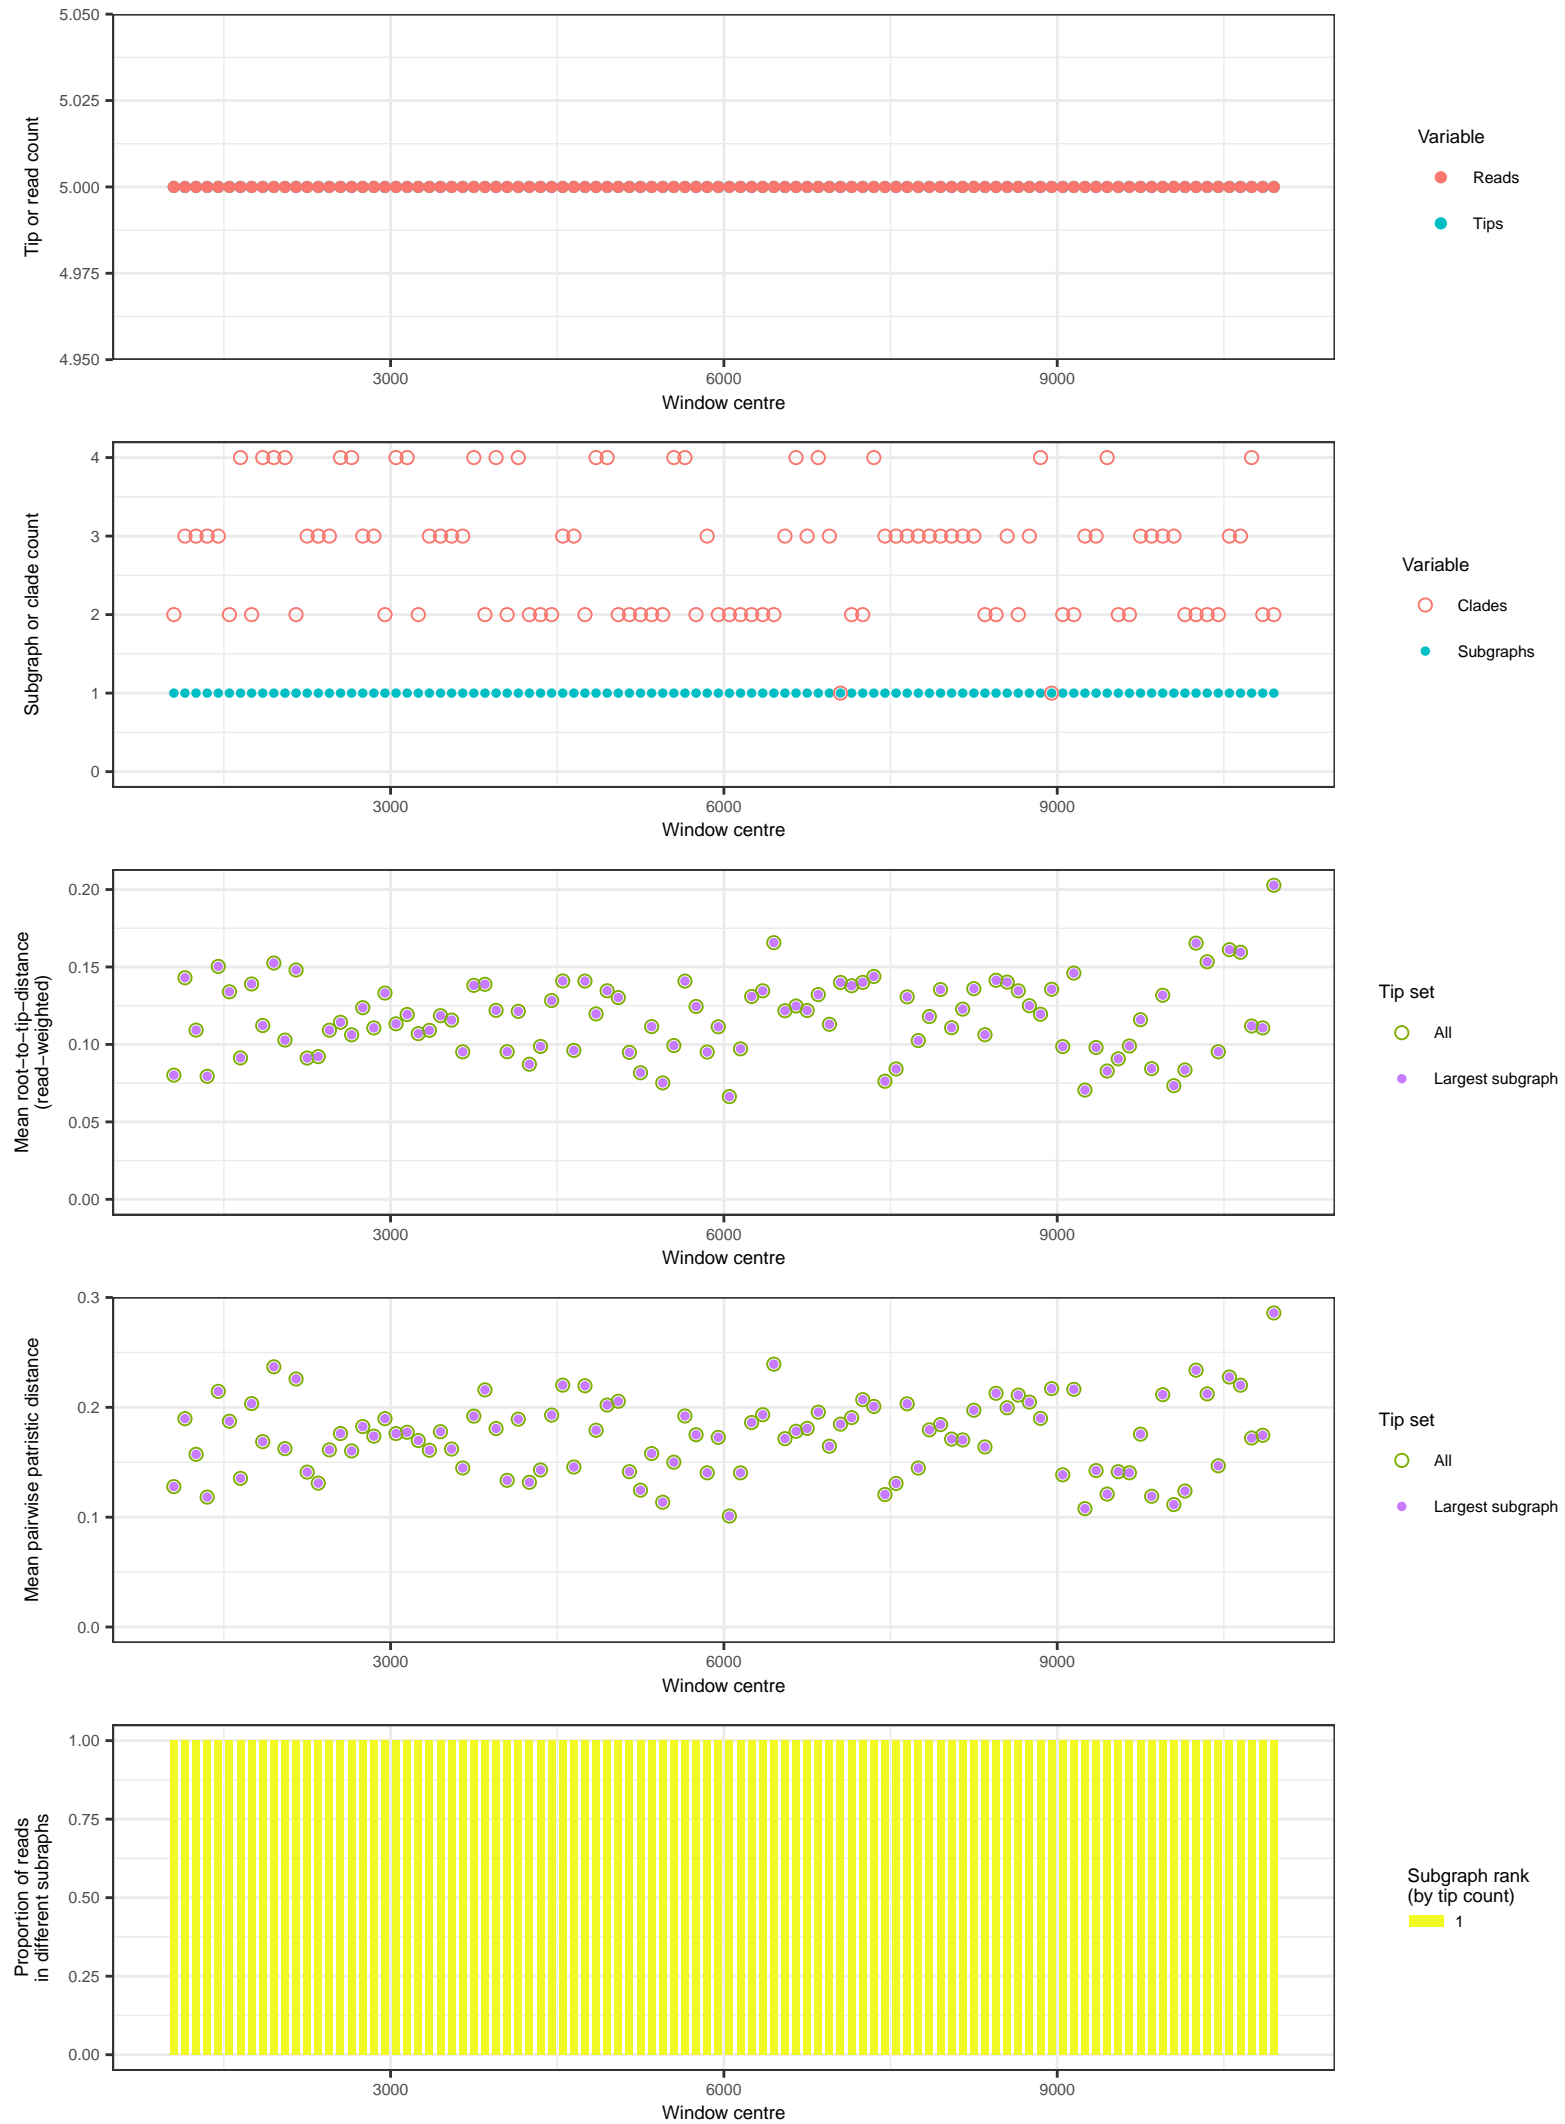 5.050
5.025
5.000
4.975
4.950
Tip or read count
3000
6000
9000
Window centre
Variable
Reads
Tips
4
3
2
1
0
Subgraph or clade count
3000
6000
9000
Window centre
Variable
Clades
Subgraphs
0.20
0.15
0.10
0.05
0.00
Mean root−to−tip−distance
(read−weighted)
3000
6000
9000
Window centre
Tip set
All
Largest subgraph
0.3
0.2
0.1
0.0
Mean pairwise patristic distance
3000
6000
9000
Window centre
Tip set
All
Largest subgraph
1.00
0.75
0.50
0.25
0.00
Proportion of reads
in different subraphs
3000
6000
9000
Window centre
Subgraph rank
(by tip count)
1